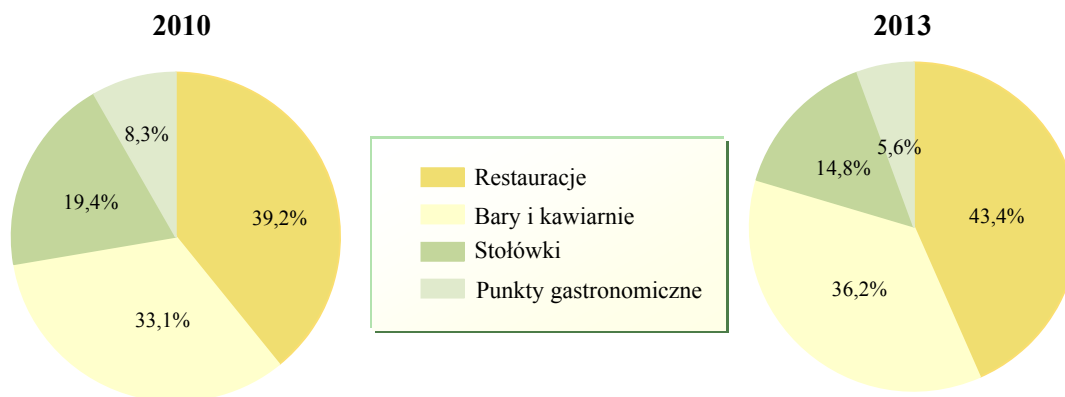 2010
2013
8,3%
19,4%
39,2%
33,1%
Restauracje
Bary i kawiarnie
Stołówki
Punkty gastronomiczne
5,6%
14,8%
43,4%
36,2%